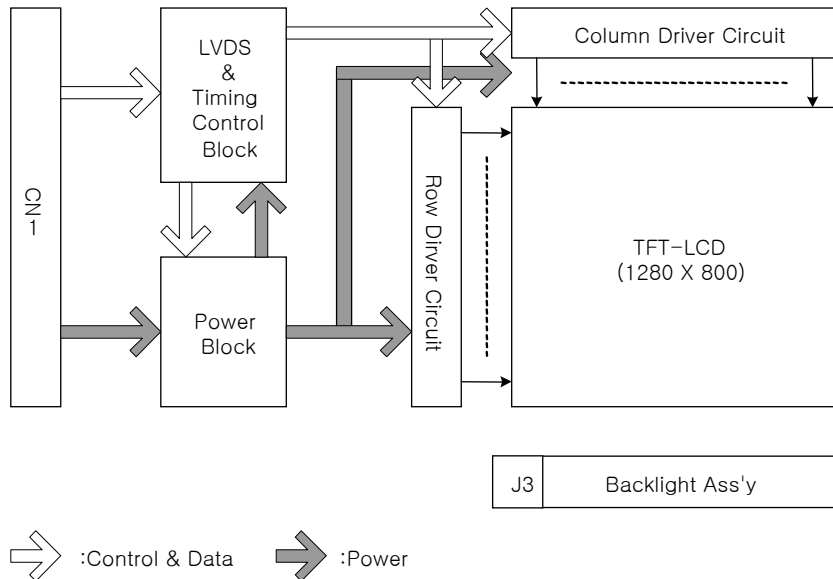 LVDS
&
Timing
Control
Block
Column Driver Circuit
CN1
Row Dirver Circuit
TFT-LCD
(1280 X 800)
Power
Block
J3
Backlight Ass'y
:Control & Data
:Power